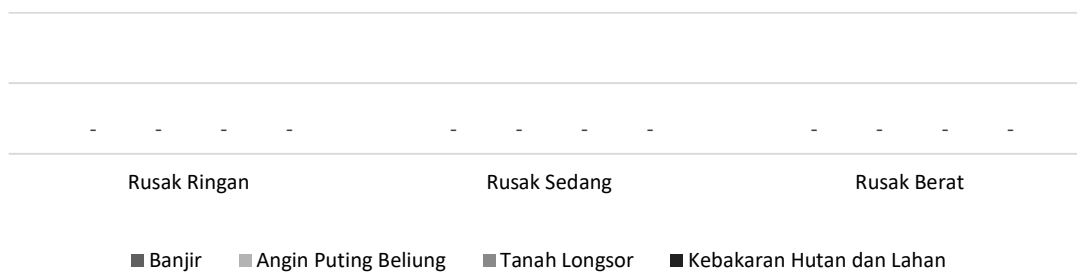 - - - - - - - - - - - -
Rusak Ringan Rusak Sedang Rusak Berat
Banjir Angin Puting Beliung Tanah Longsor Kebakaran Hutan dan Lahan